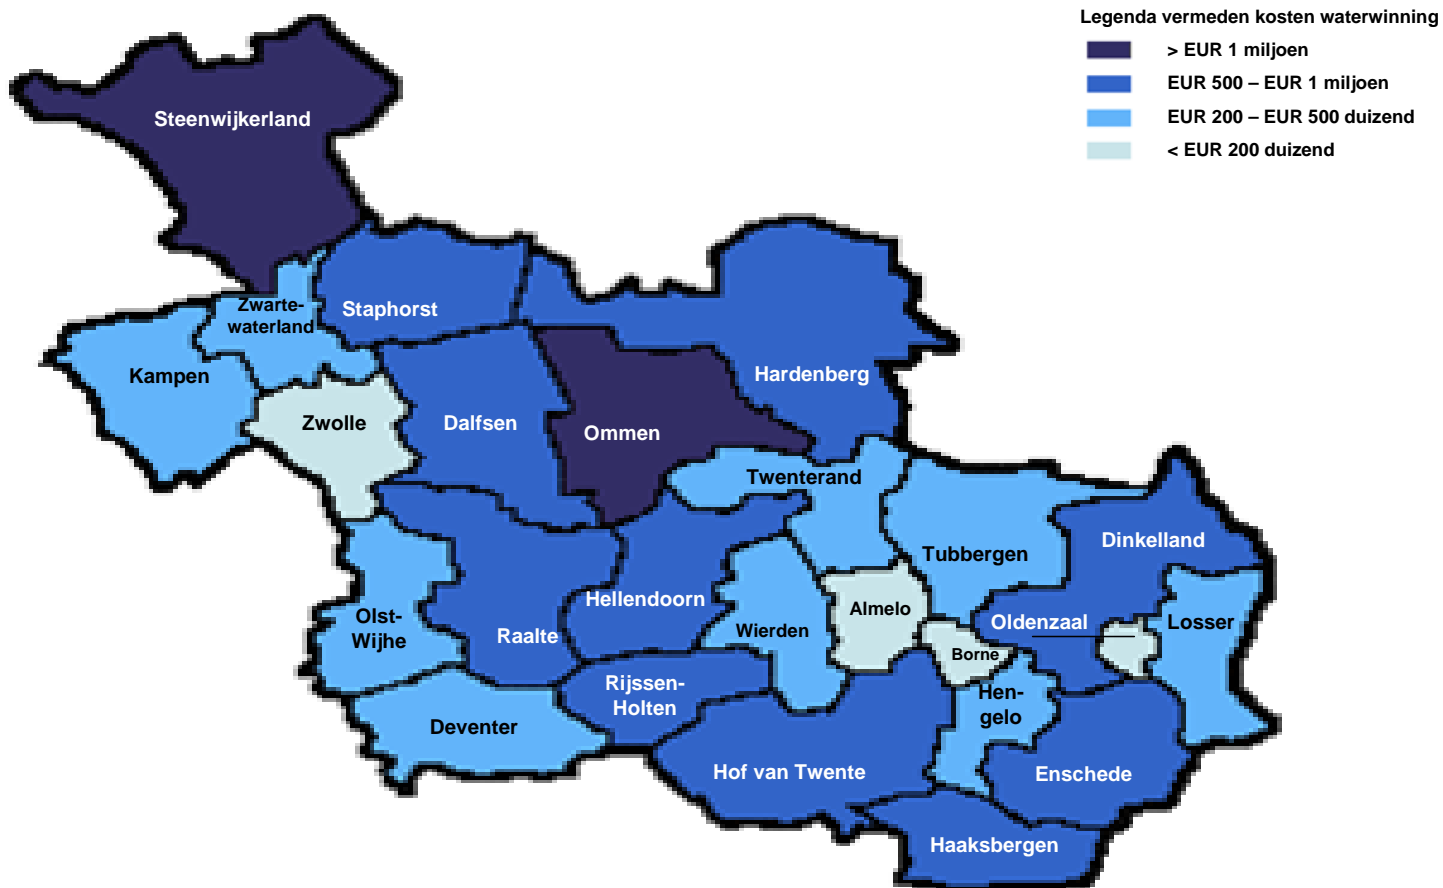 Legenda vermeden kosten waterwinning
> EUR 1 miljoen
EUR 500 – EUR 1 miljoen
EUR 200 – EUR 500 duizend
< EUR 200 duizend
Steenwijkerland
Zwarte-
waterland
Staphorst
Kampen
Hardenberg
Zwolle
Dalfsen
Ommen
Twenterand
Dinkelland
Tubbergen
Hellendoorn
Almelo
Olst-
Wijhe
Raalte
Wierden
Oldenzaal
Losser
Borne
Rijssen-
Holten
Hen-
gelo
Deventer
Hof van Twente
Enschede
Haaksbergen